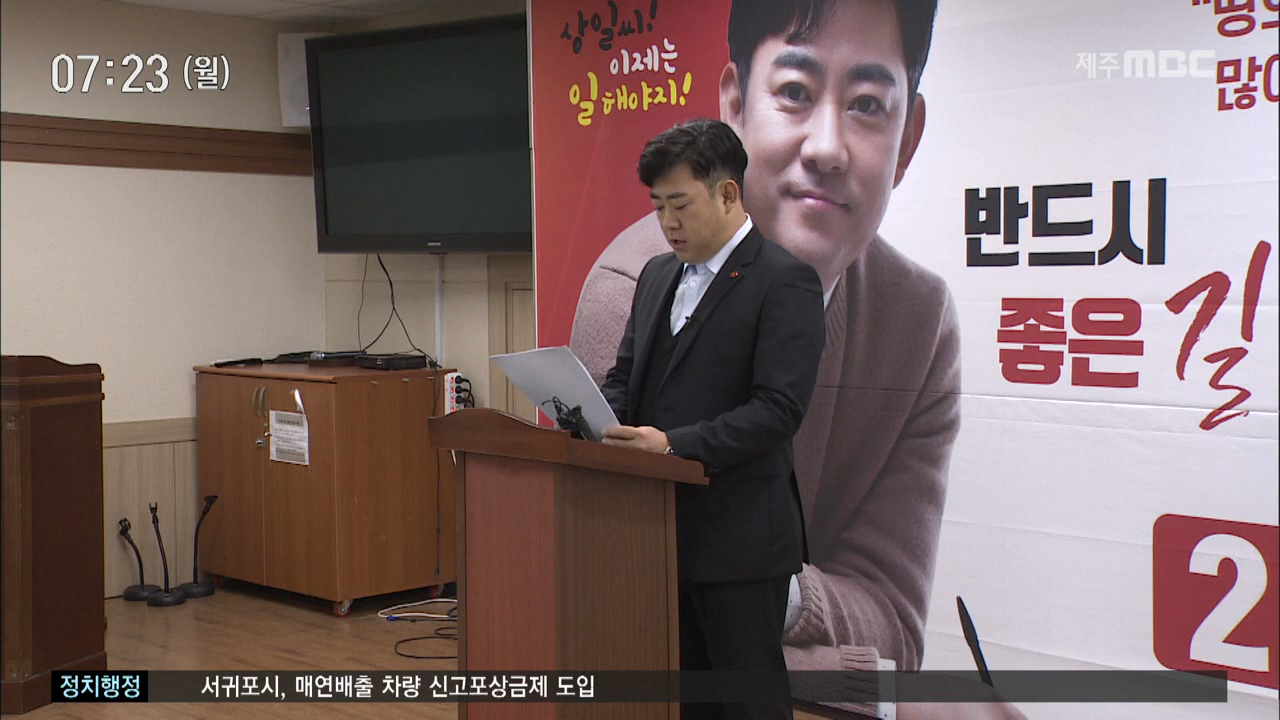 07:23 (월)
상일씨!
이제는
일해야지!
제주MBC
많이
반드시
좋은 길
2
정치행정 서귀포시, 매연배출 차량 신고포상금제 도입